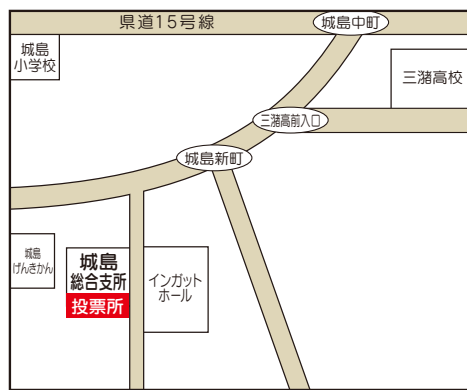 県道15号線
城島中町
城島
小学校
三潴高校
三潴高前入口
城島新町
城島
げんきかん
城島
総合支所
投票所
インガット
ホール